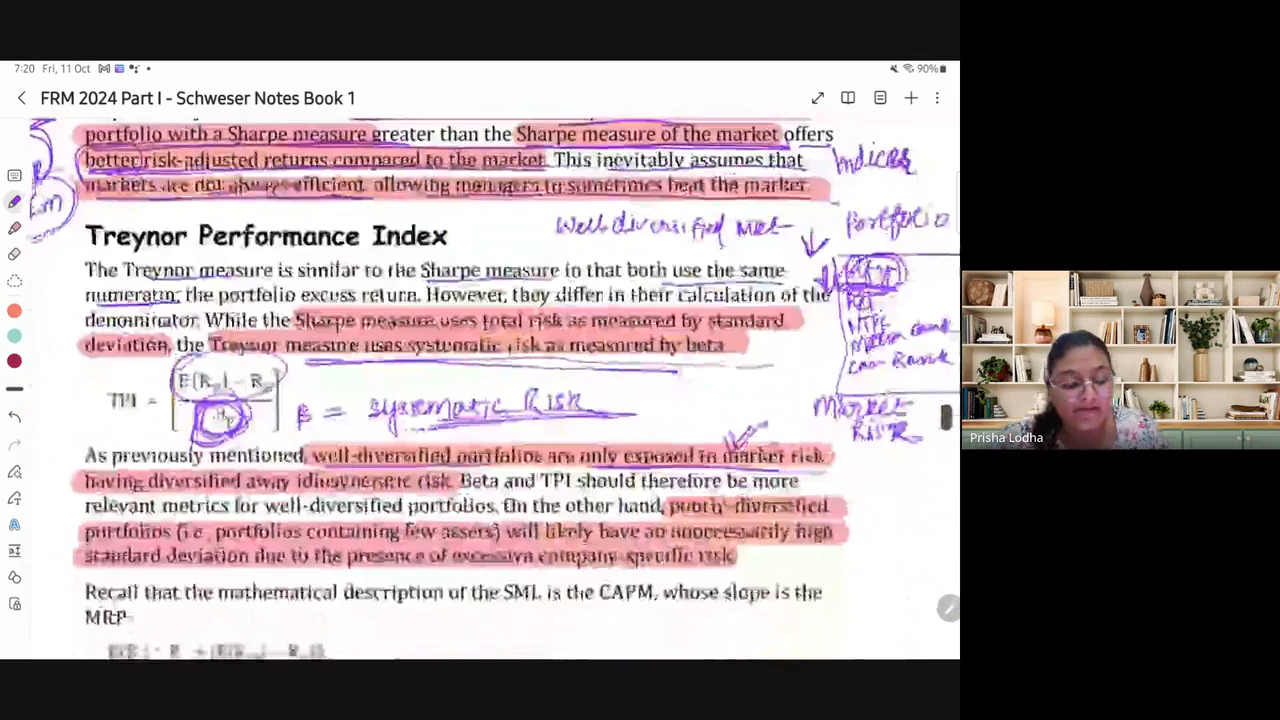 7:20 Fri, 11 Oct
90%
FRM 2024 Part I - Schweser Notes Book 1
portfolio with a Sharpe measure greater than the Sharpe measure of the market offers
better risk-adjusted returns compared to the market. This inevitably assumes that
markets are not always efficient, allowing managers to sometimes beat the market.
Indices
Well diversified
Portfolio
Treynor Performance Index
The Treynor measure is similar to the Sharpe measure in that both use the same
numerator, the portfolio excess return. However, they differ in their calculation of the
denominator. While the Sharpe measure uses total risk as measured by standard
deviation, the Treynor measure uses systematic risk as measured by beta.
TPI = [E(Rp) - RF / βp]
β = systematic Risk
Market
Risk
As previously mentioned, well-diversified portfolios are only exposed to market risk,
having diversified away idiosyncratic risk. Beta and TPI should therefore be more
relevant metrics for well-diversified portfolios. On the other hand, poorly diversified
portfolios (i.e., portfolios containing few assets) will likely have an unnecessarily high
standard deviation due to the presence of excessive company-specific risk.
Recall that the mathematical description of the SML is the CAPM, whose slope is the
MRP
Prisha Lodha